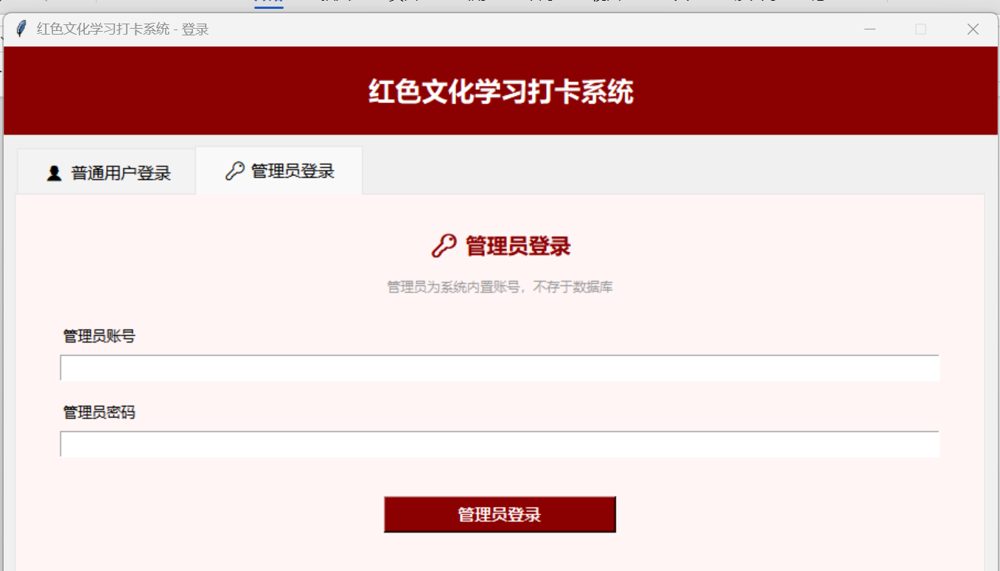 红色文化学习打卡系统 - 登录
红色文化学习打卡系统
普通用户登录
管理员登录
管理员登录
管理员为系统内置账号，不存于数据库
管理员账号
管理员密码
管理员登录